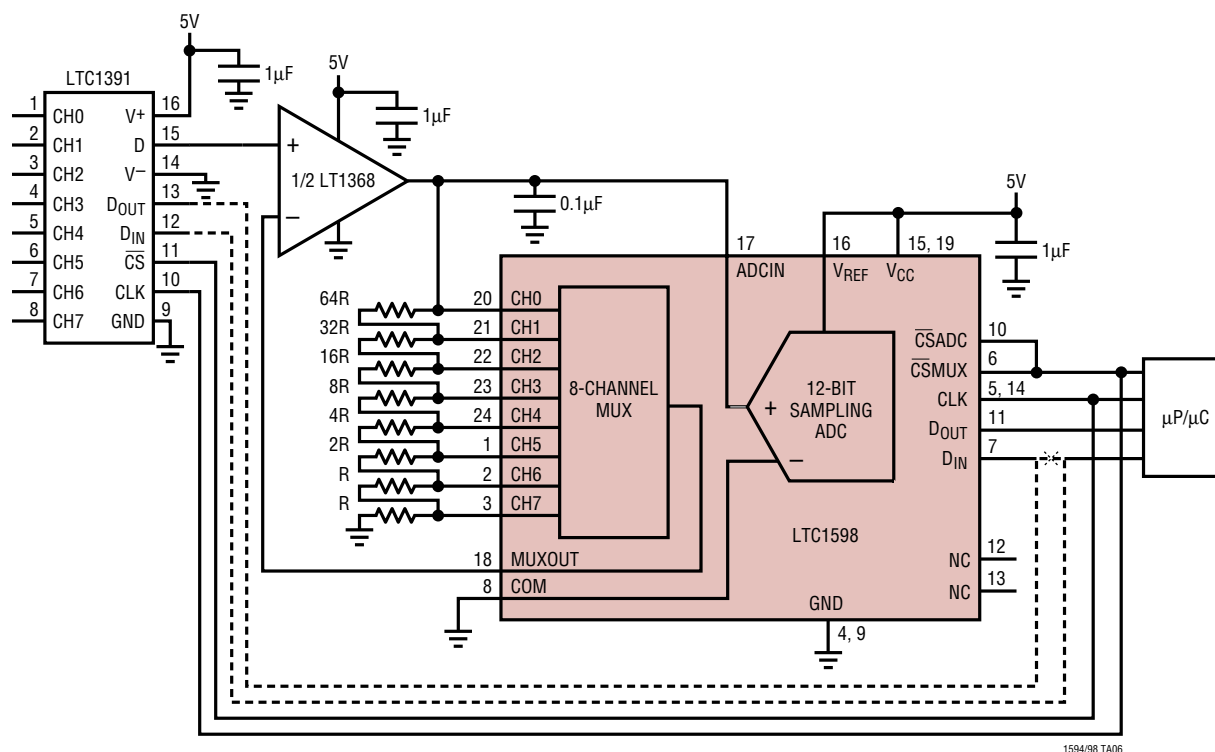 5V
1µF
LTC1391
1 CH0
2 CH1
3 CH2
4 CH3
5 CH4
6 CH5
7 CH6
8 CH7
V+ 16
D 15
V– 14
DOUT 13
DIN 12
CS 11
CLK 10
GND 9
5V
1µF
+
1/2 LT1368
–
0.1µF
5V
1µF
17 ADCIN
16 VREF
15, 19 VCC
64R
32R
16R
8R
4R
2R
R
R
20 CH0
21 CH1
22 CH2
23 CH3
24 CH4
1 CH5
2 CH6
3 CH7
8-CHANNEL
MUX
+
12-BIT
SAMPLING
ADC
–
CSADC 10
CSMUX 6
CLK 5, 14
DOUT 11
DIN 7
µP/µC
LTC1598
NC 12
NC 13
18 MUXOUT
8 COM
GND
4, 9
1594/98 TA06